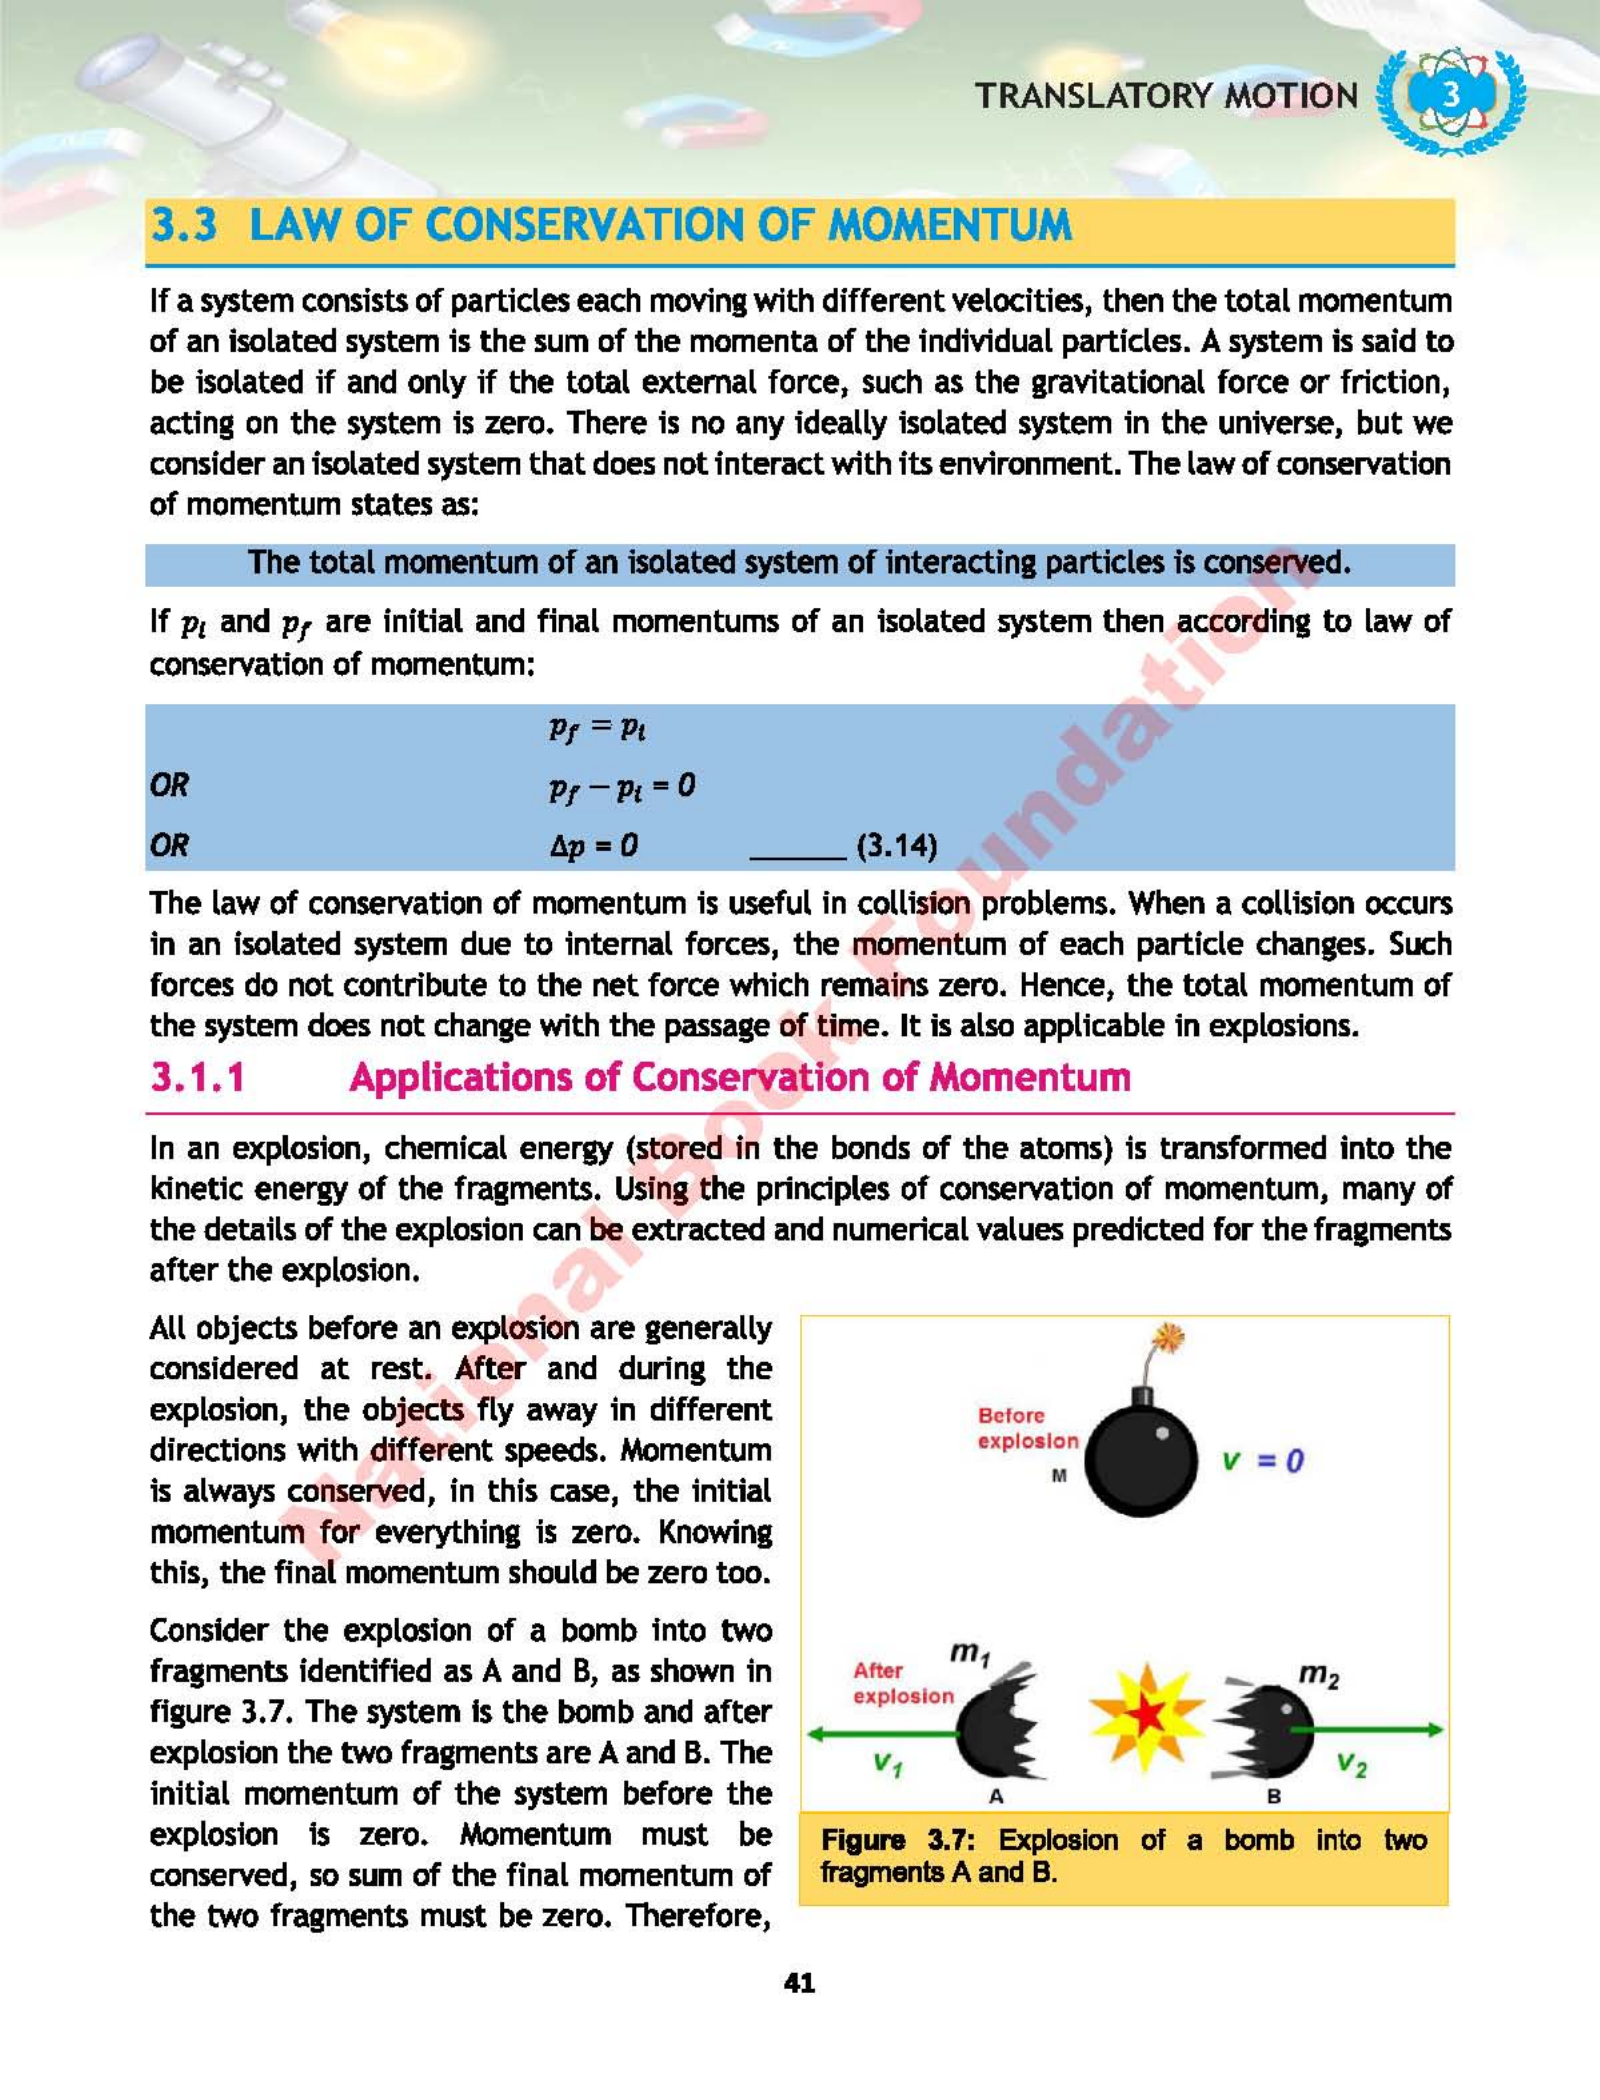 TRANSLATORY MOTION 3
3.3 LAW OF CONSERVATION OF MOMENTUM
If a system consists of particles each moving with different velocities, then the total momentum
of an isolated system is the sum of the momenta of the individual particles. A system is said to
be isolated if and only if the total external force, such as the gravitational force or friction,
acting on the system is zero. There is no any ideally isolated system in the universe, but we
consider an isolated system that does not interact with its environment. The law of conservation
of momentum states as:
The total momentum of an isolated system of interacting particles is conserved.
If pᵢ and p_f are initial and final momentums of an isolated system then according to law of
conservation of momentum:
p_f = pᵢ
OR p_f − pᵢ = 0
OR Δp = 0 ______ (3.14)
The law of conservation of momentum is useful in collision problems. When a collision occurs
in an isolated system due to internal forces, the momentum of each particle changes. Such
forces do not contribute to the net force which remains zero. Hence, the total momentum of
the system does not change with the passage of time. It is also applicable in explosions.
3.1.1 Applications of Conservation of Momentum
In an explosion, chemical energy (stored in the bonds of the atoms) is transformed into the
kinetic energy of the fragments. Using the principles of conservation of momentum, many of
the details of the explosion can be extracted and numerical values predicted for the fragments
after the explosion.
All objects before an explosion are generally
considered at rest. After and during the
explosion, the objects fly away in different
directions with different speeds. Momentum
is always conserved, in this case, the initial
momentum for everything is zero. Knowing
this, the final momentum should be zero too.
Consider the explosion of a bomb into two
fragments identified as A and B, as shown in
figure 3.7. The system is the bomb and after
explosion the two fragments are A and B. The
initial momentum of the system before the
explosion is zero. Momentum must be
conserved, so sum of the final momentum of
the two fragments must be zero. Therefore,
Before
explosion
M
v = 0
After
explosion
m₁
m₂
v₁
v₂
A
B
Figure 3.7: Explosion of a bomb into two
fragments A and B.
41
National Book Foundation